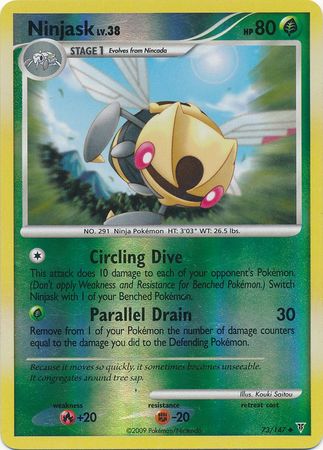 Ninjask LV.38 HP 80
STAGE 1 Evolves from Nincada
NO. 291 Ninja Pokémon HT: 3'03" WT: 26.5 lbs.
Circling Dive
This attack does 10 damage to each of your opponent's Pokémon.
(Don't apply Weakness and Resistance for Benched Pokémon.) Switch
Ninjask with 1 of your Benched Pokémon.
Parallel Drain 30
Remove from 1 of your Pokémon the number of damage counters
equal to the damage you did to the Defending Pokémon.
Because it moves so quickly, it sometimes becomes unseeable.
It congregates around tree sap.
Illus. Kouki Saitou
weakness resistance retreat cost
+20 -20
©2009 Pokémon/Nintendo 73/147